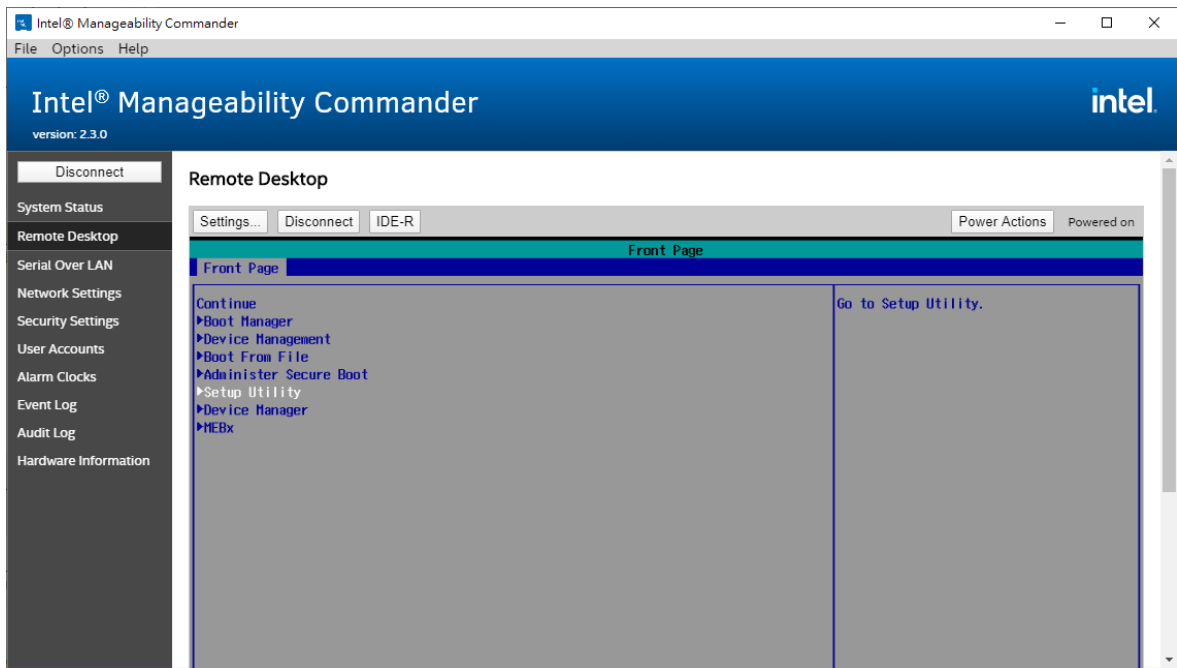 Intel® Manageability Commander
File Options Help
Intel® Manageability Commander
intel.
version: 2.3.0
Disconnect
System Status
Remote Desktop
Serial Over LAN
Network Settings
Security Settings
User Accounts
Alarm Clocks
Event Log
Audit Log
Hardware Information
Remote Desktop
Settings... Disconnect IDE-R Power Actions Powered on
Front Page
Front Page
Continue
Boot Manager
Device Management
Boot From File
Administer Secure Boot
Setup Utility
Device Manager
MEBx
Go to Setup Utility.